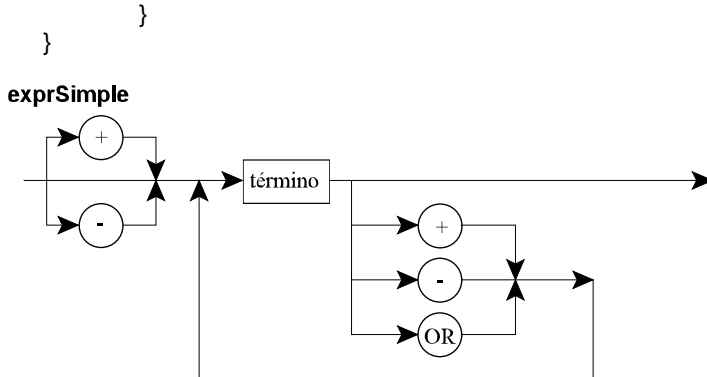 }
}
exprSimple
+
término
-
+
-
OR